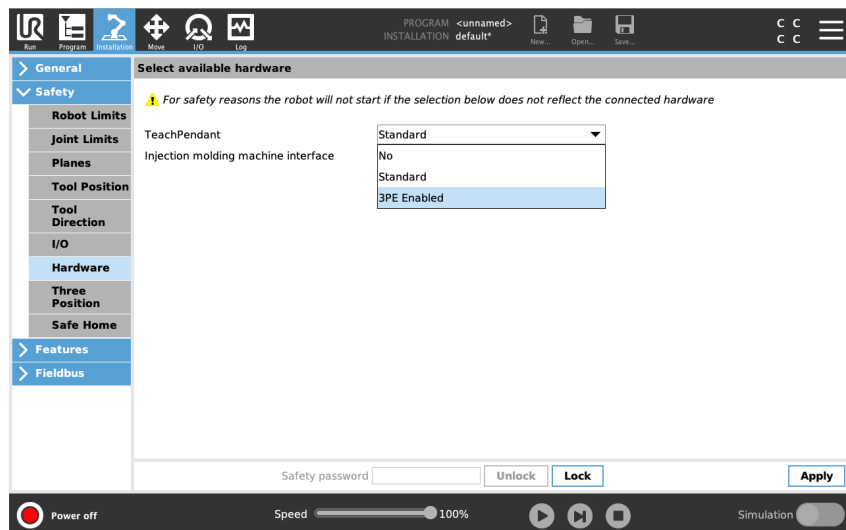 PROGRAM <unnamed>
INSTALLATION default*
Run Program Installation Move I/O Log New... Open... Save...
C C
C C
General
Safety
Robot Limits
Joint Limits
Planes
Tool Position
Tool
Direction
I/O
Hardware
Three
Position
Safe Home
Features
Fieldbus
Select available hardware
For safety reasons the robot will not start if the selection below does not reflect the connected hardware
TeachPendant Standard
Injection molding machine interface No
Standard
3PE Enabled
Safety password Unlock Lock Apply
Power off Speed 100% Simulation